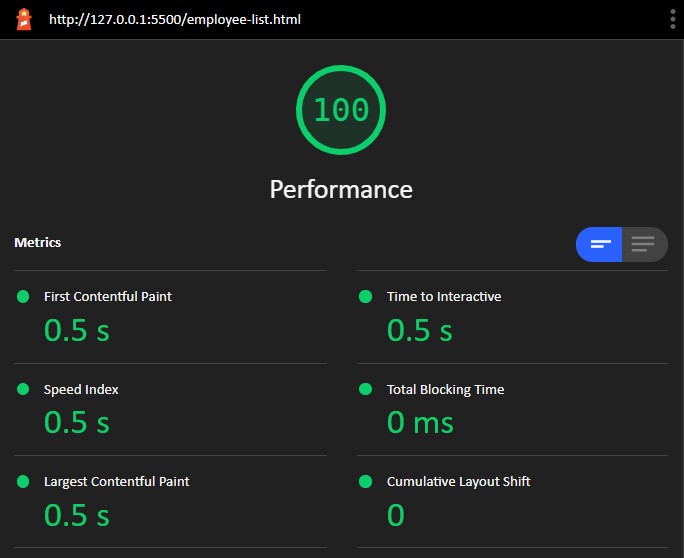 http://127.0.0.1:5500/employee-list.html
100
Performance
Metrics
First Contentful Paint
0.5 s
Time to Interactive
0.5 s
Speed Index
0.5 s
Total Blocking Time
0 ms
Largest Contentful Paint
0.5 s
Cumulative Layout Shift
0